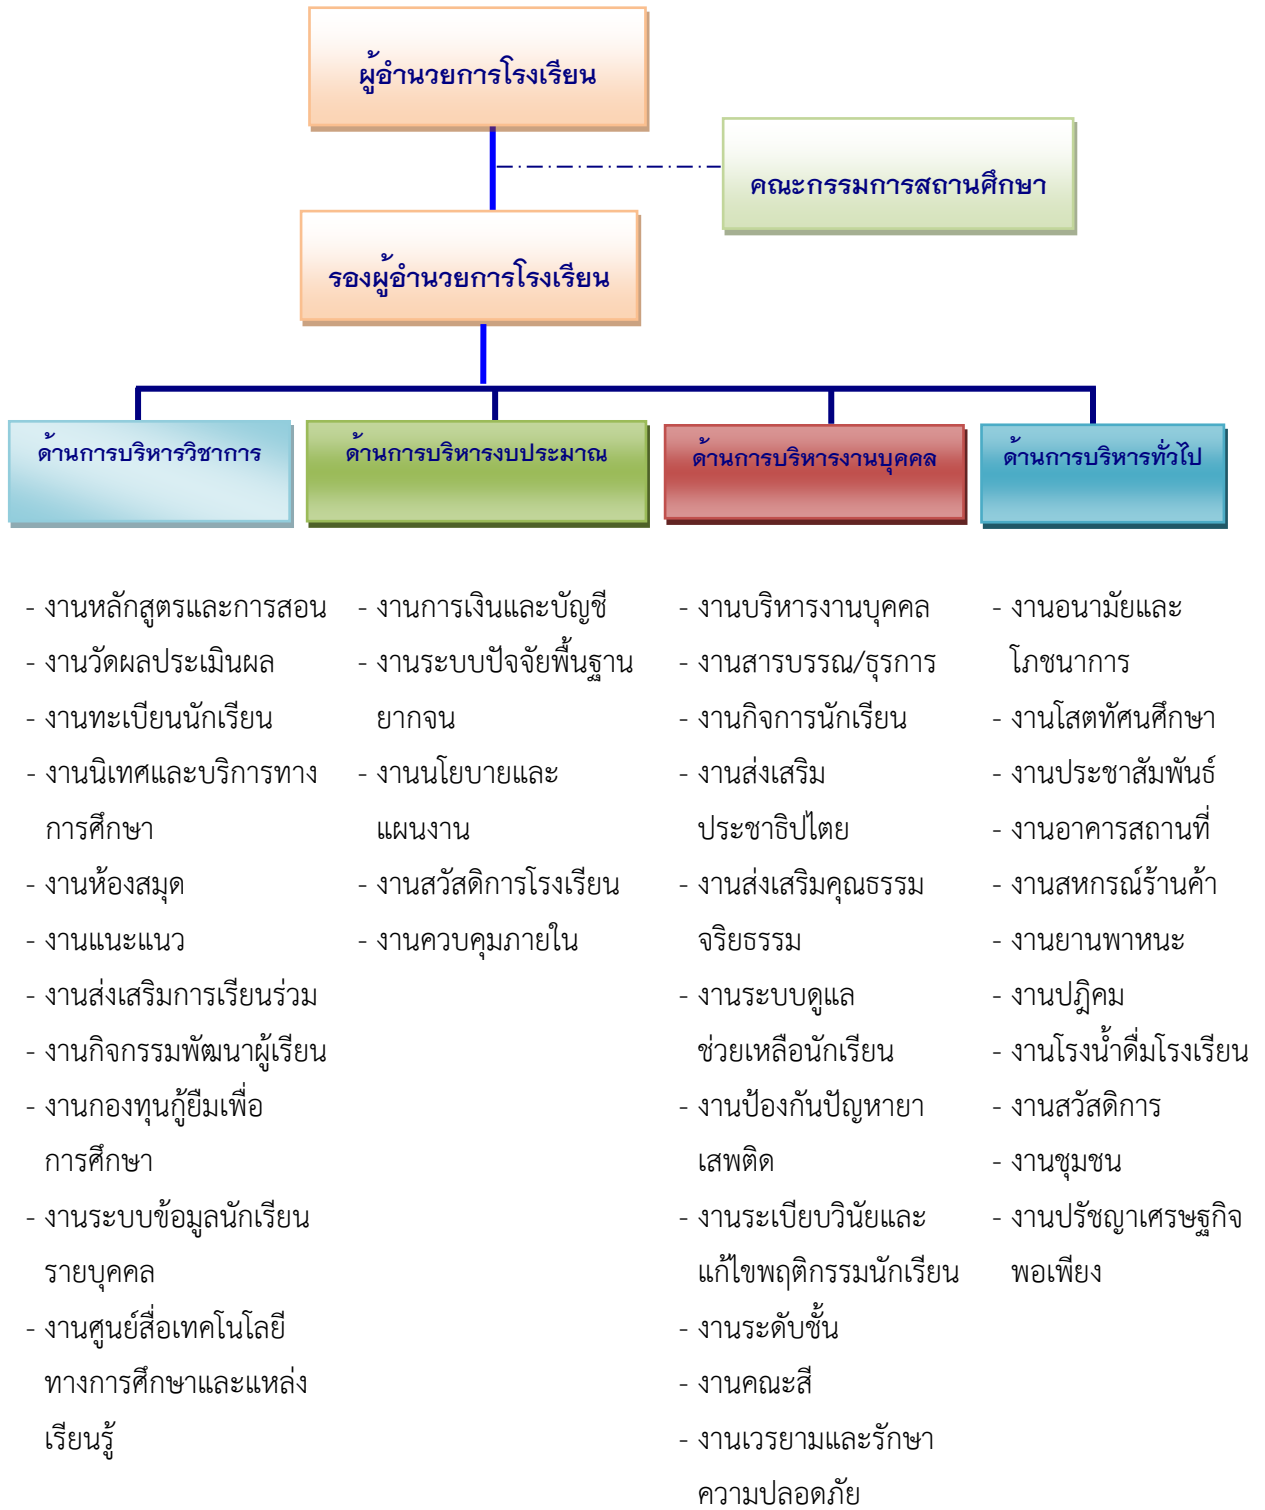 ผู้อำนวยการโรงเรียน
คณะกรรมการสถานศึกษา
รองผู้อำนวยการโรงเรียน
ด้านการบริหารวิชาการ
ด้านการบริหารงบประมาณ
ด้านการบริหารงานบุคคล
ด้านการบริหารทั่วไป
- งานหลักสูตรและการสอน
- งานวัดผลประเมินผล
- งานทะเบียนนักเรียน
- งานนิเทศและบริการทาง
การศึกษา
- งานห้องสมุด
- งานแนะแนว
- งานส่งเสริมการเรียนร่วม
- งานกิจกรรมพัฒนาผู้เรียน
- งานกองทุนกู้ยืมเพื่อ
การศึกษา
- งานระบบข้อมูลนักเรียน
รายบุคคล
- งานศูนย์สื่อเทคโนโลยี
ทางการศึกษาและแหล่ง
เรียนรู้
- งานการเงินและบัญชี
- งานระบบปัจจัยพื้นฐาน
ยากจน
- งานนโยบายและ
แผนงาน
- งานสวัสดิการโรงเรียน
- งานควบคุมภายใน
- งานบริหารงานบุคคล
- งานสารบรรณ/ธุรการ
- งานกิจการนักเรียน
- งานส่งเสริม
ประชาธิปไตย
- งานส่งเสริมคุณธรรม
จริยธรรม
- งานระบบดูแล
ช่วยเหลือนักเรียน
- งานป้องกันปัญหายา
เสพติด
- งานระเบียบวินัยและ
แก้ไขพฤติกรรมนักเรียน
- งานระดับชั้น
- งานคณะสี
- งานเวรยามและรักษา
ความปลอดภัย
- งานอนามัยและ
โภชนาการ
- งานโสตทัศนศึกษา
- งานประชาสัมพันธ์
- งานอาคารสถานที่
- งานสหกรณ์ร้านค้า
- งานยานพาหนะ
- งานปฎิคม
- งานโรงน้ำดื่มโรงเรียน
- งานสวัสดิการ
- งานชุมชน
- งานปรัชญาเศรษฐกิจ
พอเพียง